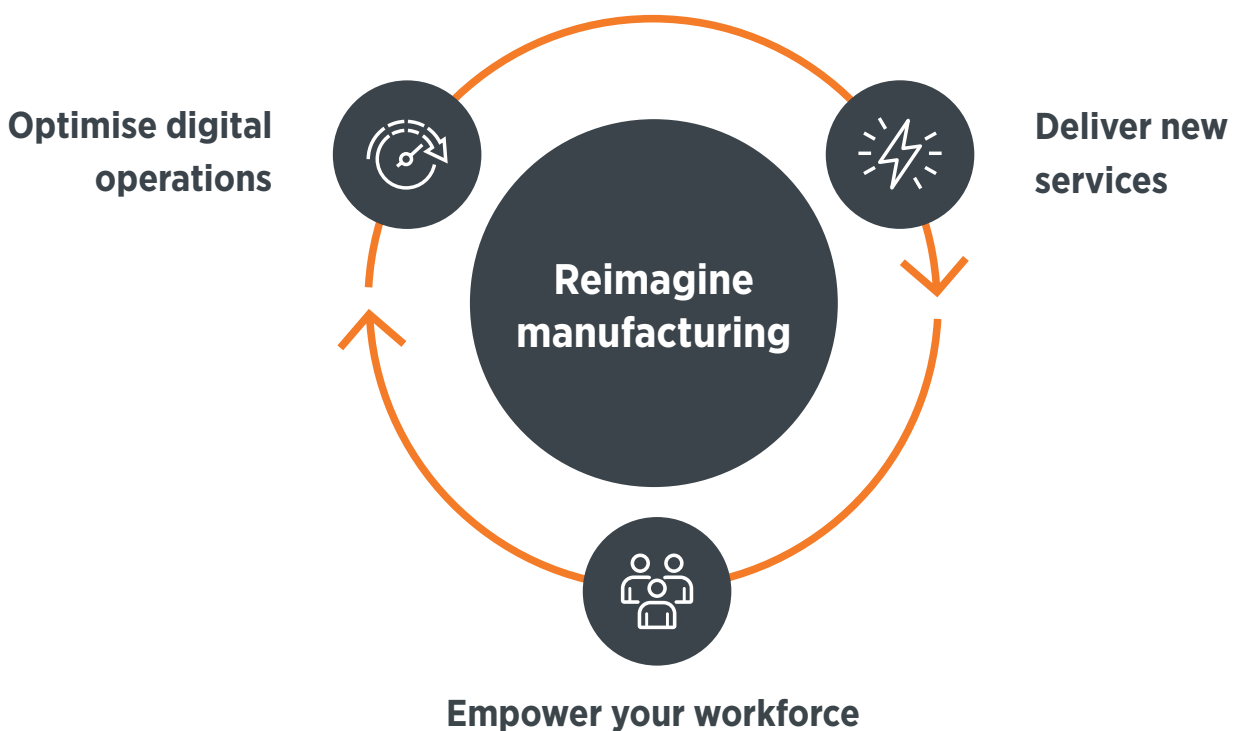 Optimise digital
operations
Deliver new
services
Reimagine
manufacturing
Empower your workforce